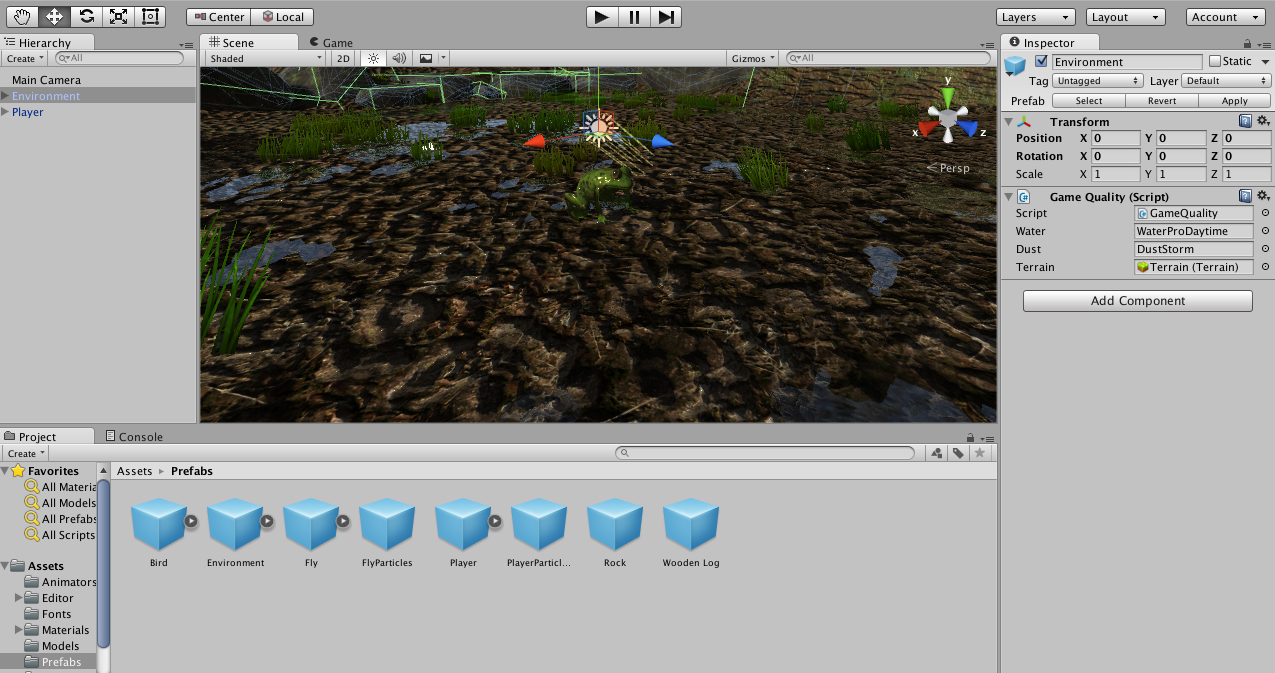 Center Local Layers Layout Account
Hierarchy
Create All
Main Camera
Environment
Player
Scene Game
Shaded 2D Gizmos All
y
x z
Persp
Inspector
Environment Static
Tag Untagged Layer Default
Prefab Select Revert Apply
Transform
Position X 0 Y 0 Z 0
Rotation X 0 Y 0 Z 0
Scale X 1 Y 1 Z 1
Game Quality (Script)
Script GameQuality
Water WaterProDaytime
Dust DustStorm
Terrain Terrain (Terrain)
Add Component
Project Console
Create
Favorites
All Materia
All Models
All Prefabs
All Scripts
Assets
Animators
Editor
Fonts
Materials
Models
Prefabs
Assets Prefabs
Bird Environment Fly FlyParticles Player PlayerParticl... Rock Wooden Log